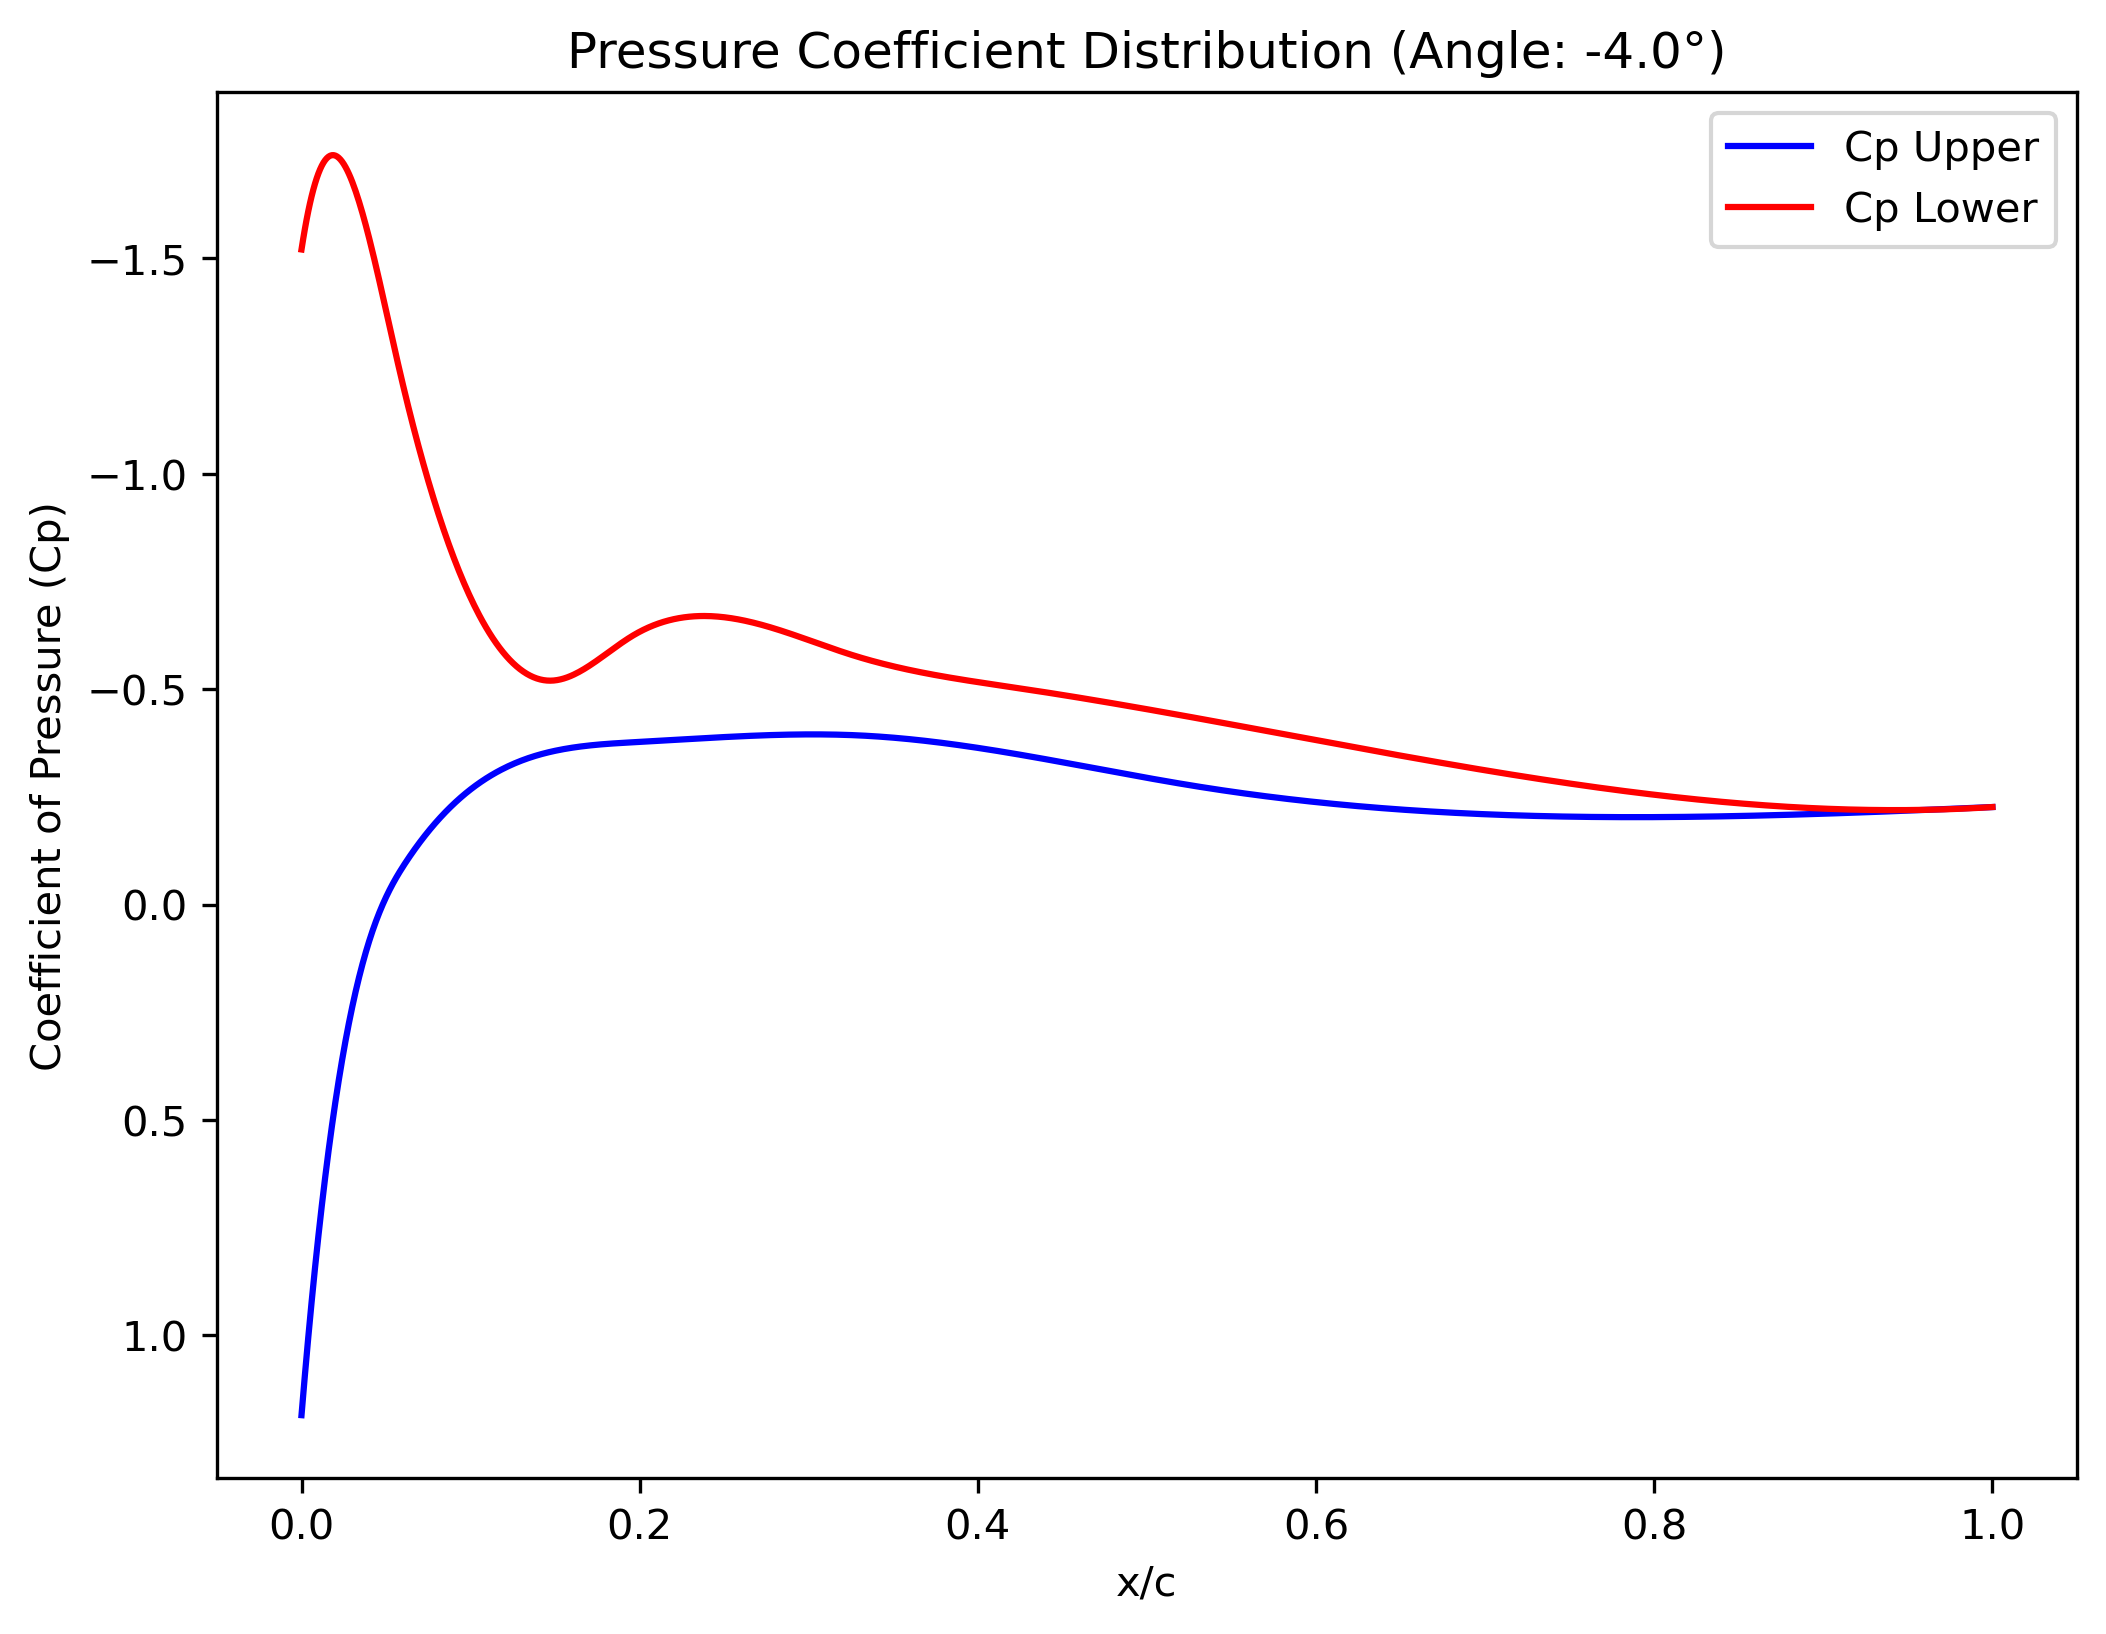 Pressure Coefficient Distribution (Angle: -4.0°)
Cp Upper
Cp Lower
Coefficient of Pressure (Cp)
−1.5
−1.0
−0.5
0.0
0.5
1.0
0.0 0.2 0.4 0.6 0.8 1.0
x/c